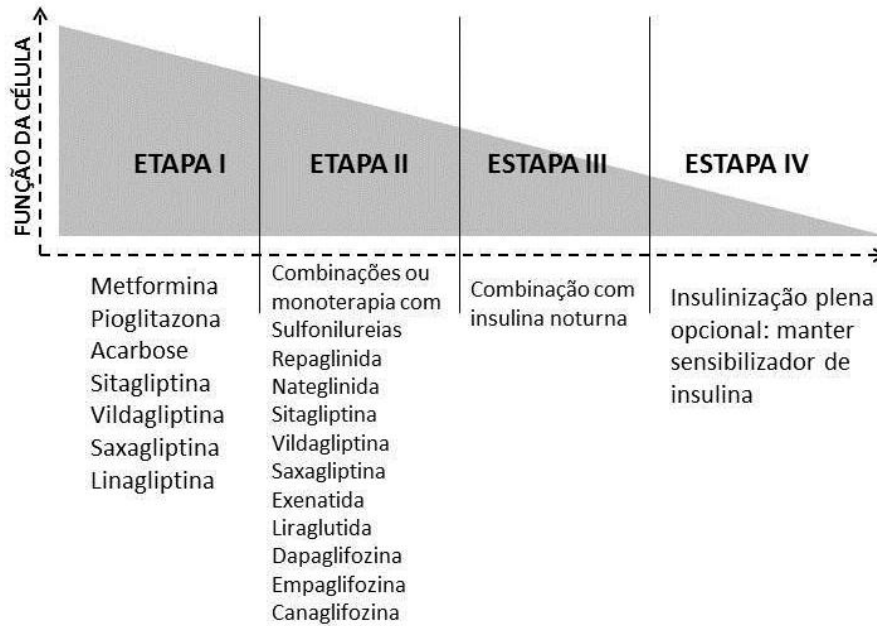 FUNÇÃO DA CÉLULA
ETAPA I
ETAPA II
ESTAPA III
ESTAPA IV
Metformina
Pioglitazona
Acarbose
Sitagliptina
Vildagliptina
Saxagliptina
Linagliptina
Combinações ou
monoterapia com
Sulfonilureias
Repaglinida
Nateglinida
Sitagliptina
Vildagliptina
Saxagliptina
Exenatida
Liraglutida
Dapaglifozina
Empaglifozina
Canaglifozina
Combinação com
insulina noturna
Insulinização plena
opcional: manter
sensibilizador de
insulina